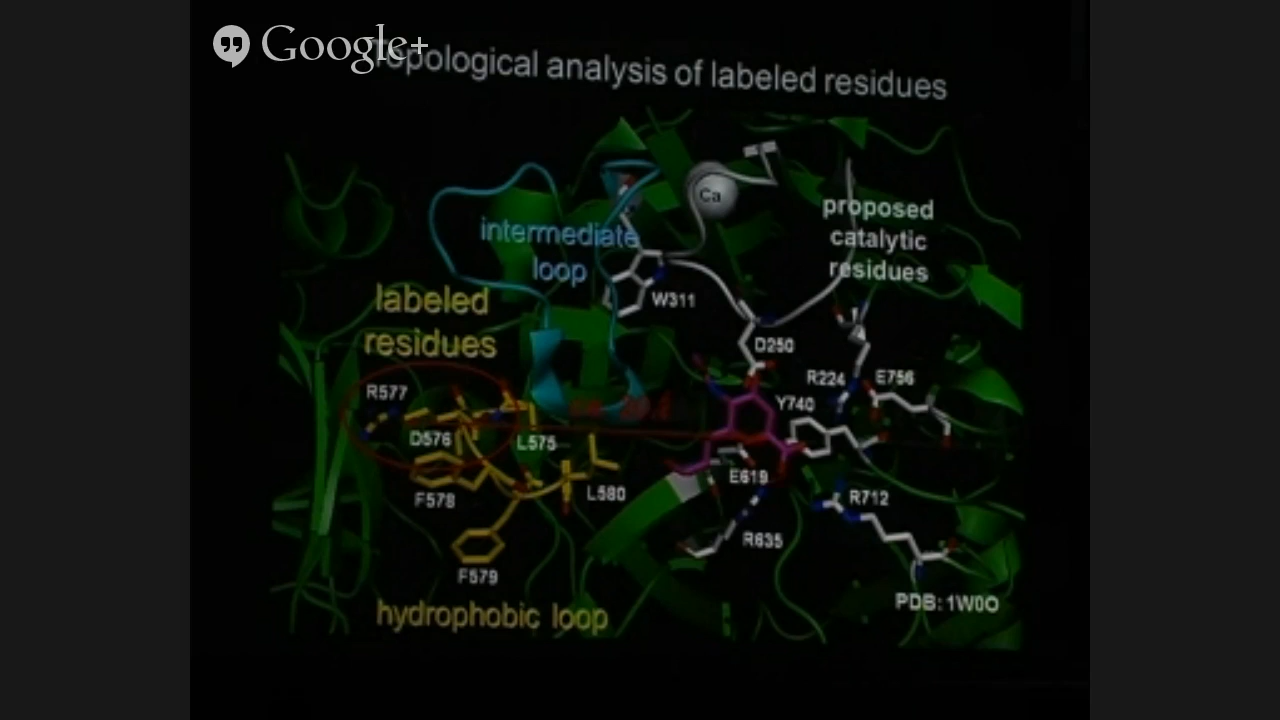 Google+
Topological analysis of labeled residues
Ca
proposed
catalytic
residues
intermediate
loop
W311
labeled
residues
D250
R224
E756
R577
Y740
D576
L575
E619
F578
L580
R712
R635
F579
PDB: 1W0O
hydrophobic loop